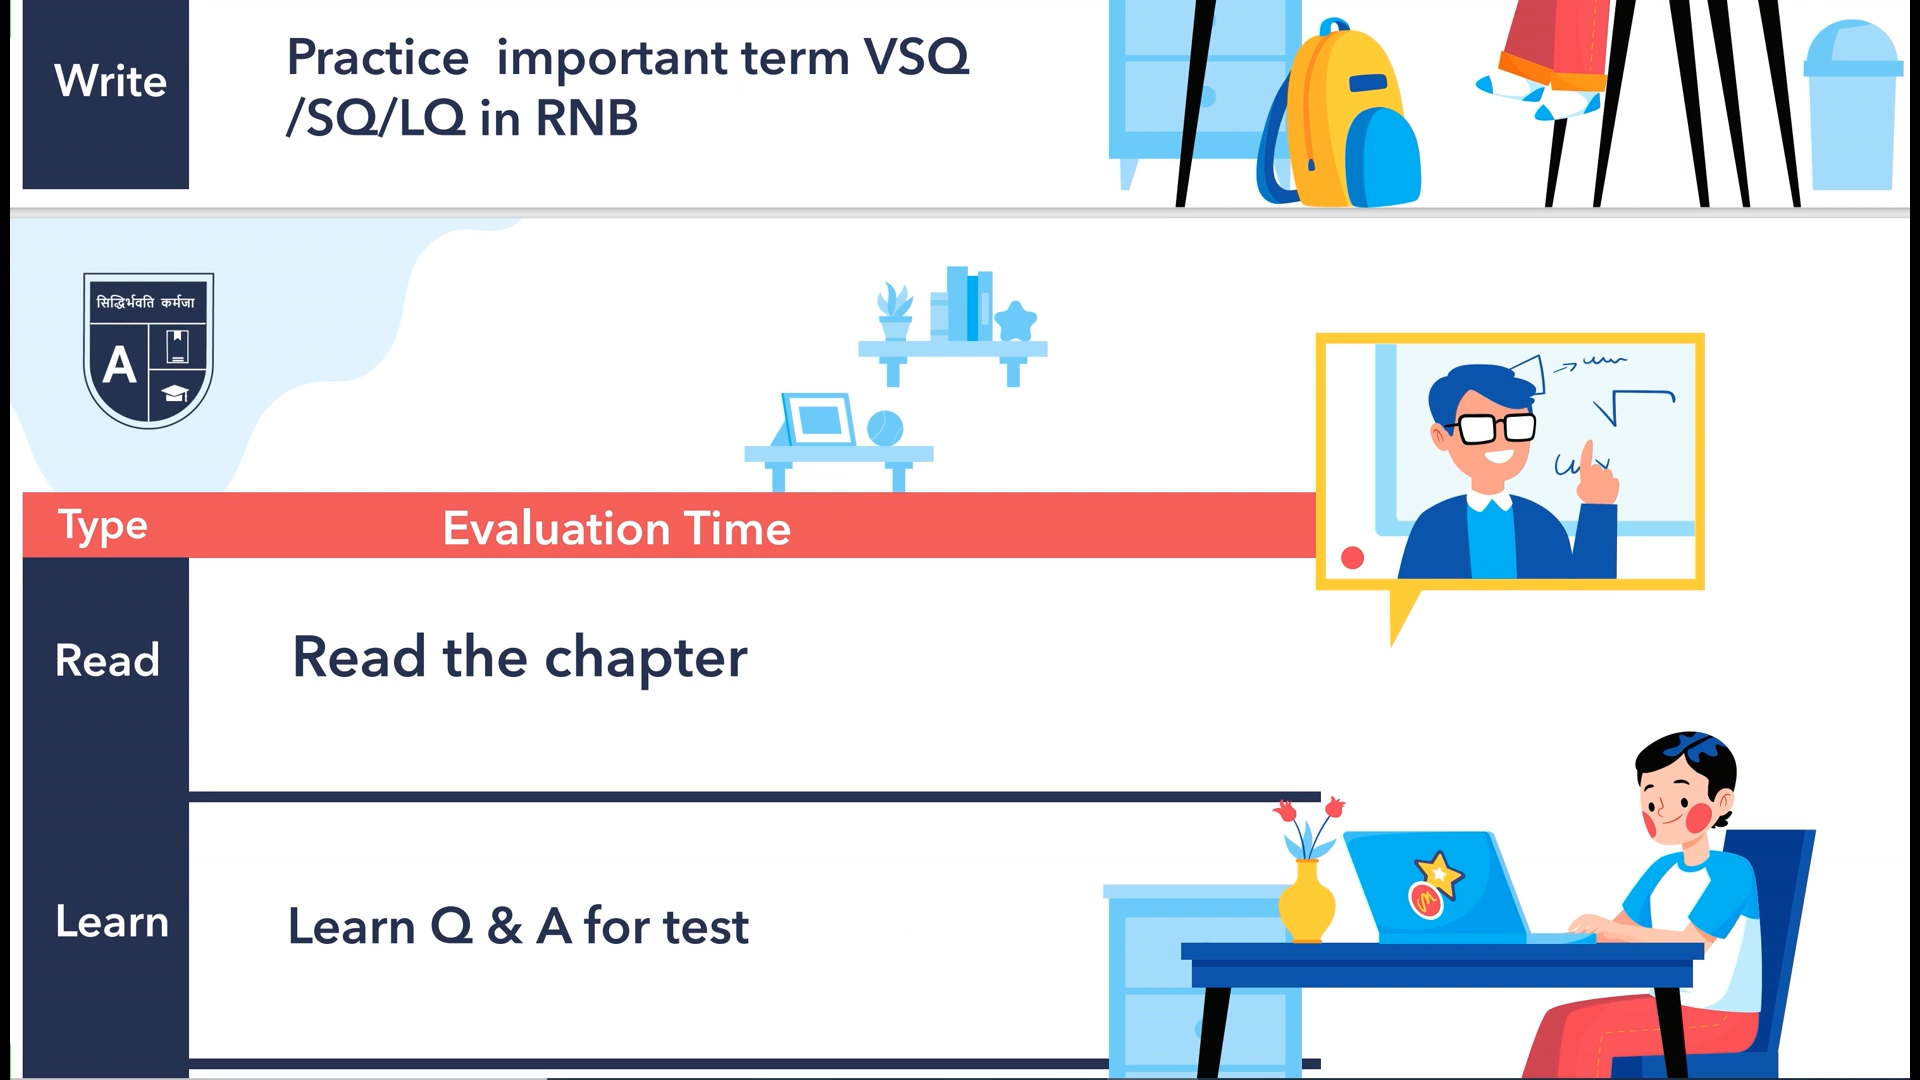 Write
Practice important term VSQ
/SQ/LQ in RNB
सिद्धिर्भवति कर्मजा
A
Type
Evaluation Time
Read
Read the chapter
Learn
Learn Q & A for test